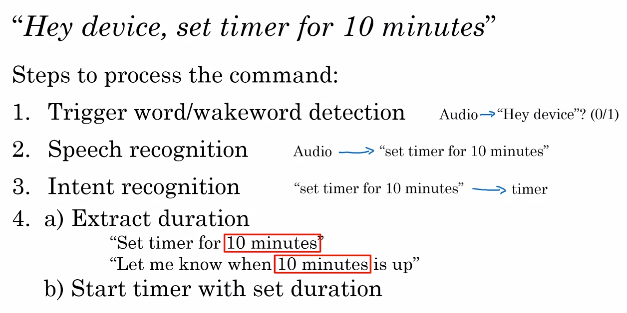 “Hey device, set timer for 10 minutes”
Steps to process the command:
1. Trigger word/wakeword detection Audio → “Hey device”? (0/1)
2. Speech recognition Audio → “set timer for 10 minutes”
3. Intent recognition “set timer for 10 minutes” → timer
4. a) Extract duration
“Set timer for 10 minutes”
“Let me know when 10 minutes is up”
b) Start timer with set duration